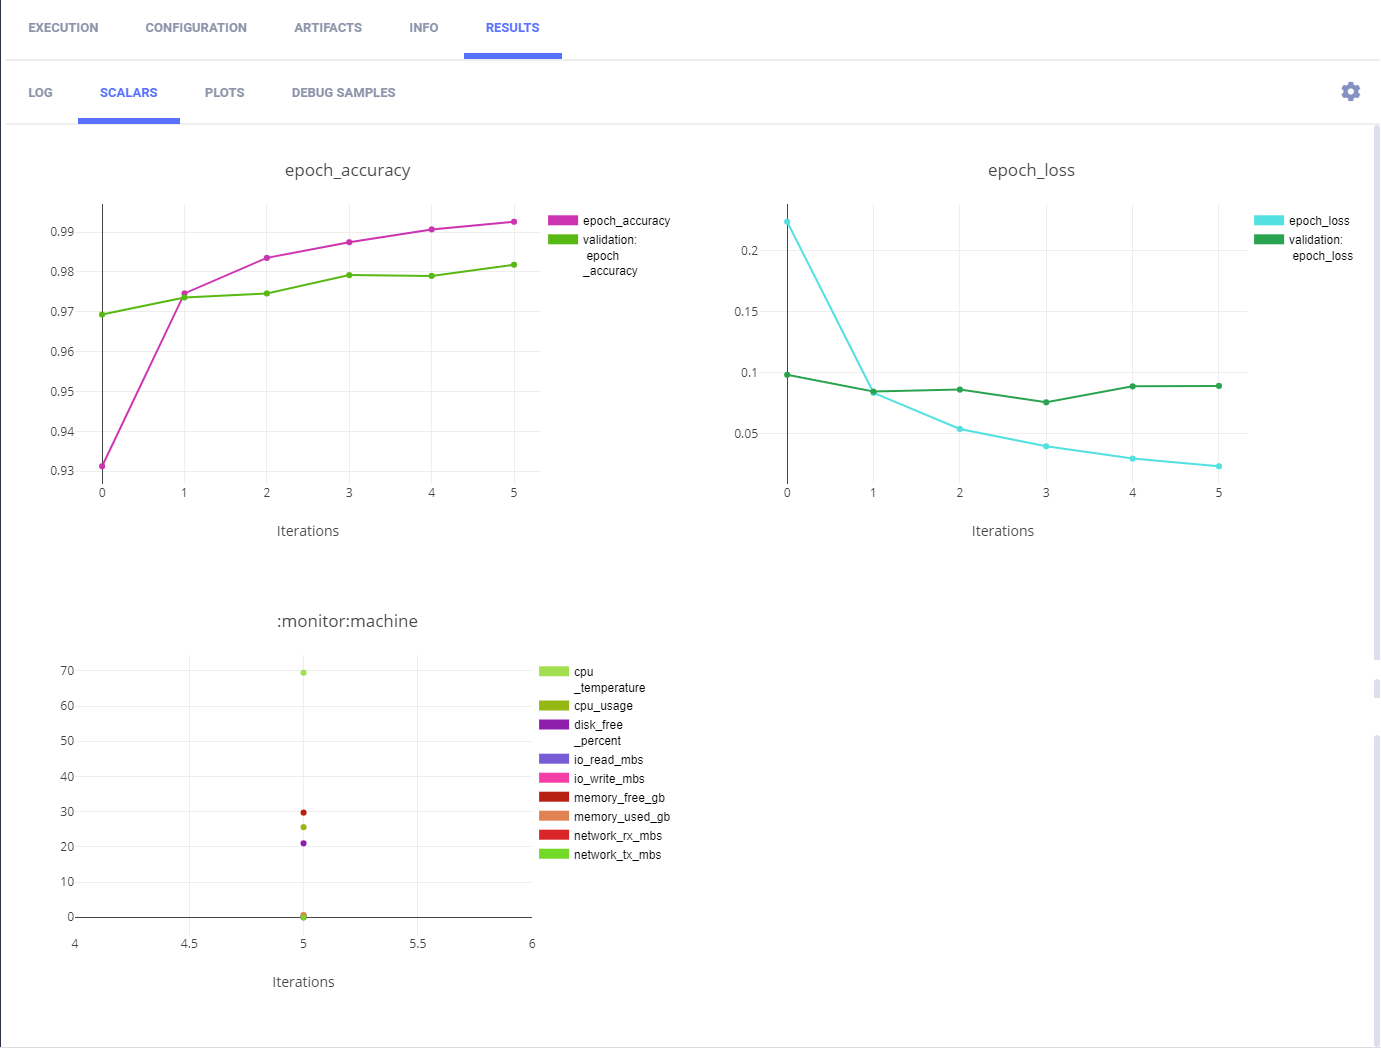 EXECUTION CONFIGURATION ARTIFACTS INFO RESULTS
LOG SCALARS PLOTS DEBUG SAMPLES
epoch_accuracy
0.99
0.98
0.97
0.96
0.95
0.94
0.93
0 1 2 3 4 5
Iterations
epoch_accuracy
validation:
epoch
_accuracy
epoch_loss
0.2
0.15
0.1
0.05
0 1 2 3 4 5
Iterations
epoch_loss
validation:
epoch_loss
:monitor:machine
70
60
50
40
30
20
10
0
4 4.5 5 5.5 6
Iterations
cpu
_temperature
cpu_usage
disk_free
_percent
io_read_mbs
io_write_mbs
memory_free_gb
memory_used_gb
network_rx_mbs
network_tx_mbs